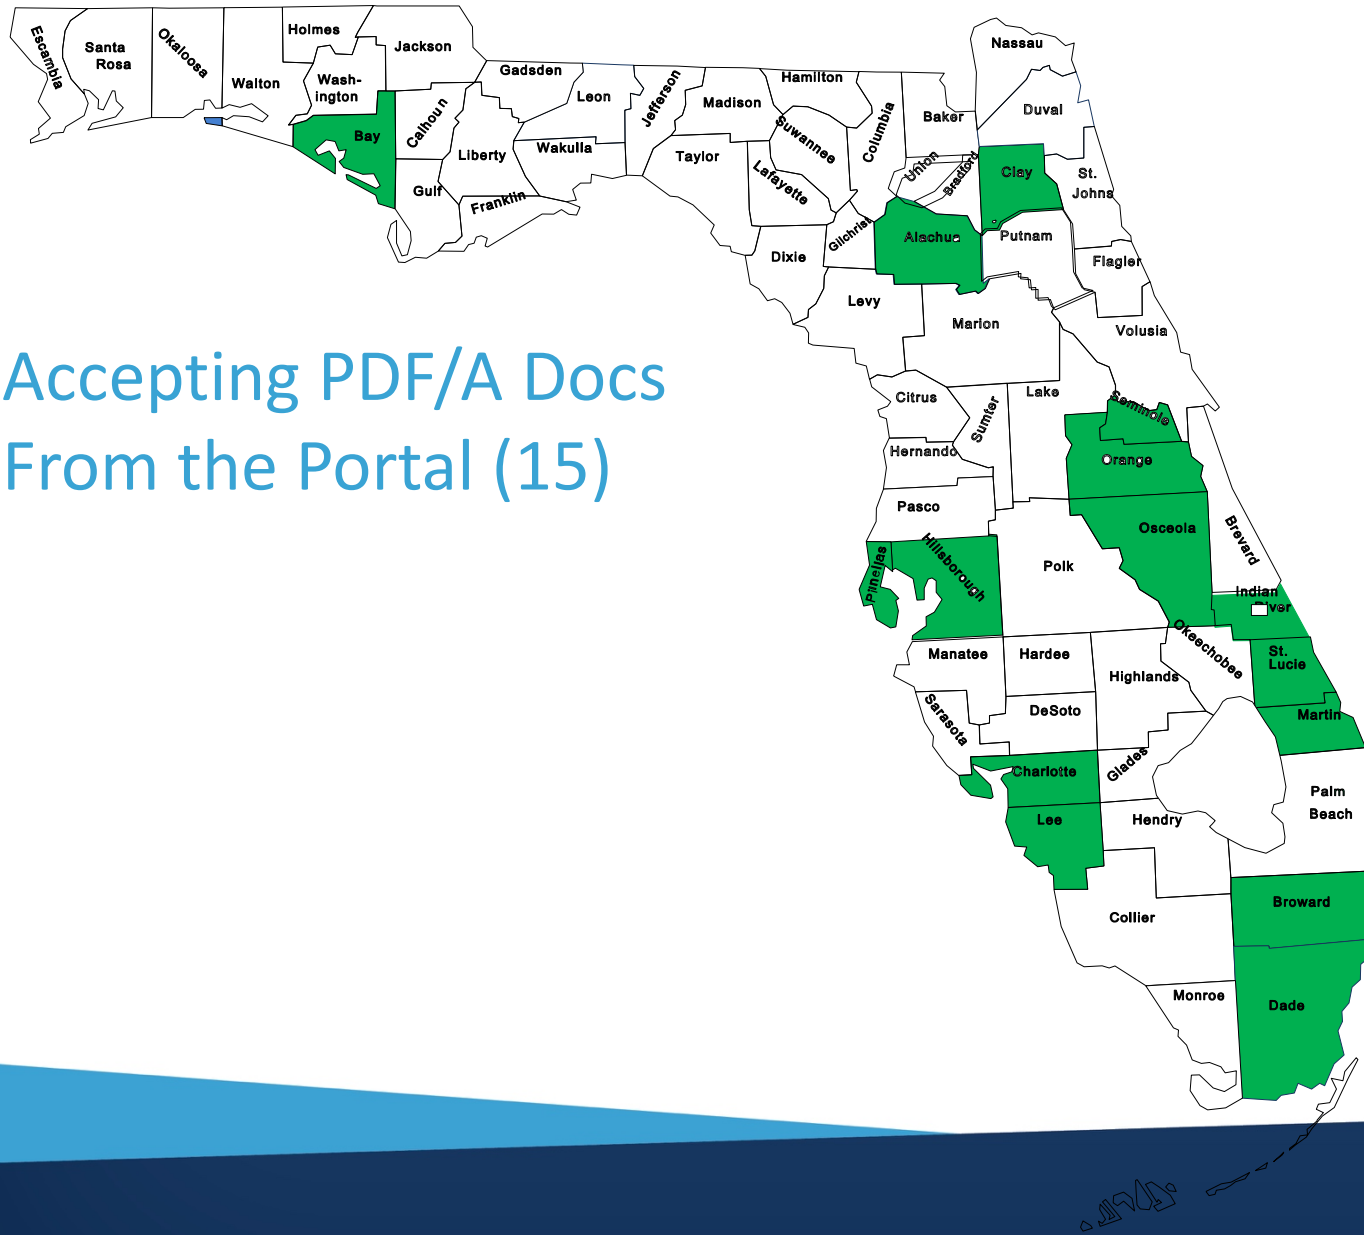 Escambia
Santa
Rosa
Okaloosa
Walton
Holmes
Wash-
ington
Jackson
Bay
Calhoun
Gulf
Liberty
Gadsden
Franklin
Leon
Wakulla
Jefferson
Madison
Taylor
Hamilton
Suwannee
Lafayette
Dixie
Columbia
Gilchrist
Baker
Union
Bradford
Alachua
Nassau
Duval
Clay
St.
Johns
Putnam
Flagler
Levy
Marion
Volusia
Accepting PDF/A Docs
From the Portal (15)
Citrus
Sumter
Lake
Seminole
Hernando
Orange
Pasco
Osceola
Brevard
Pinellas
Hillsborough
Polk
Indian
River
Manatee
Hardee
Highlands
Okeechobee
St.
Lucie
Sarasota
DeSoto
Martin
Charlotte
Glades
Palm
Beach
Lee
Hendry
Collier
Broward
Monroe
Dade